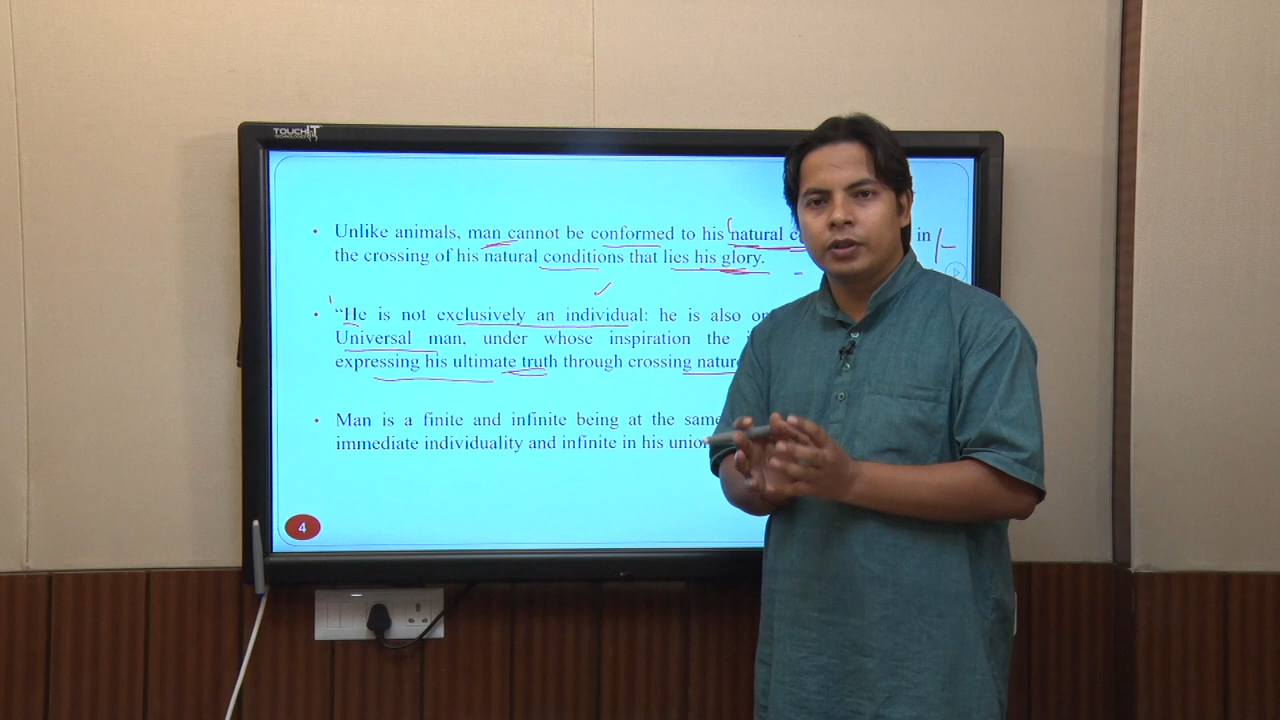 TOUCHIT
TECHNOLOGIES
• Unlike animals, man cannot be conformed to his natural in
the crossing of his natural conditions that lies his glory.
• “He is not exclusively an individual: he is also
Universal man, under whose inspiration the
expressing his ultimate truth through crossing
• Man is a finite and infinite being at the same
immediate individuality and infinite in his
4